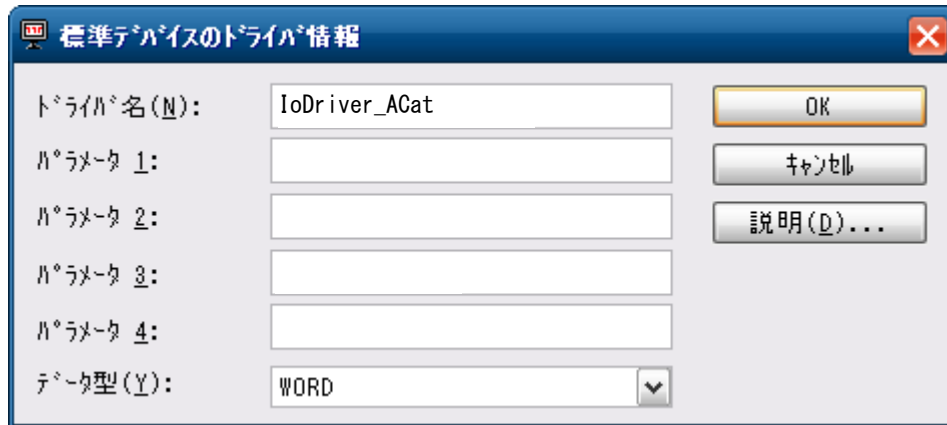 標準ﾃﾞﾊﾞｲｽのﾄﾞﾗｲﾊﾞ情報
ﾄﾞﾗｲﾊﾞ名(N): IoDriver_ACat OK
ﾊﾟﾗﾒｰﾀ 1: ｷｬﾝｾﾙ
ﾊﾟﾗﾒｰﾀ 2: 説明(D)...
ﾊﾟﾗﾒｰﾀ 3:
ﾊﾟﾗﾒｰﾀ 4:
ﾃﾞｰﾀ型(Y): WORD